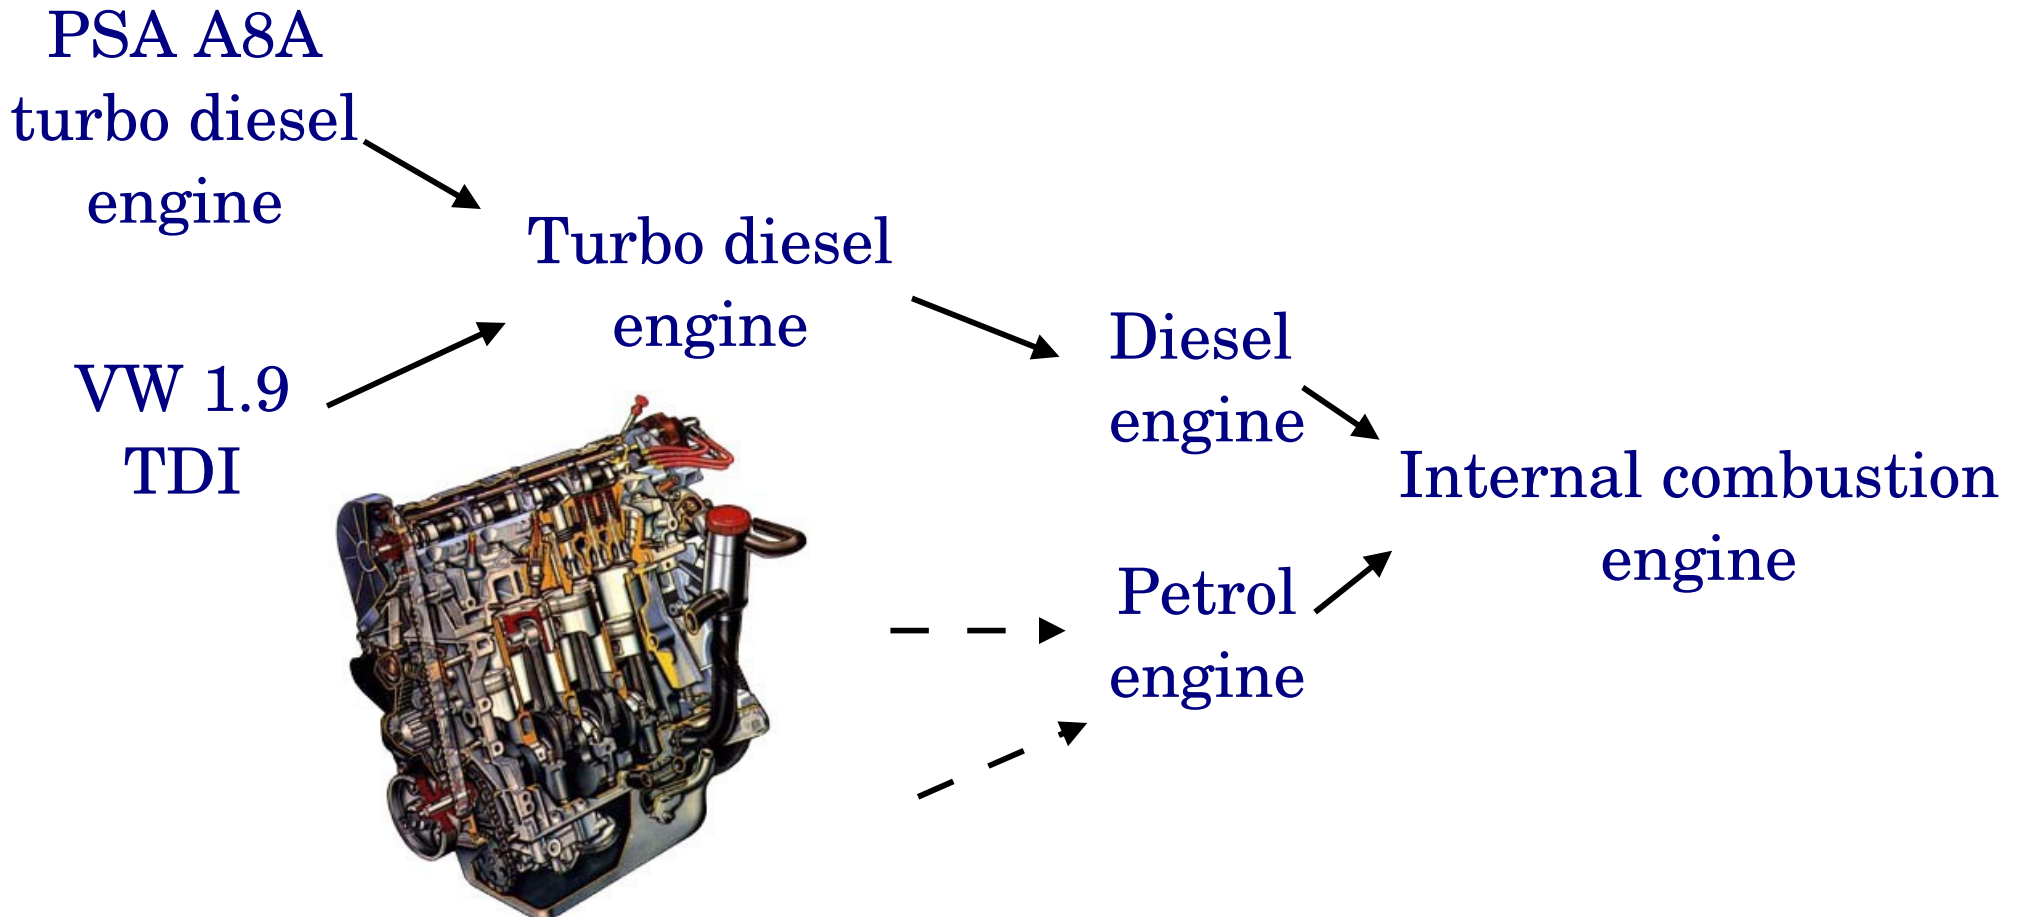 PSA A8A
turbo diesel
engine
Turbo diesel
engine
VW 1.9
TDI
Diesel
engine
Internal combustion
engine
Petrol
engine